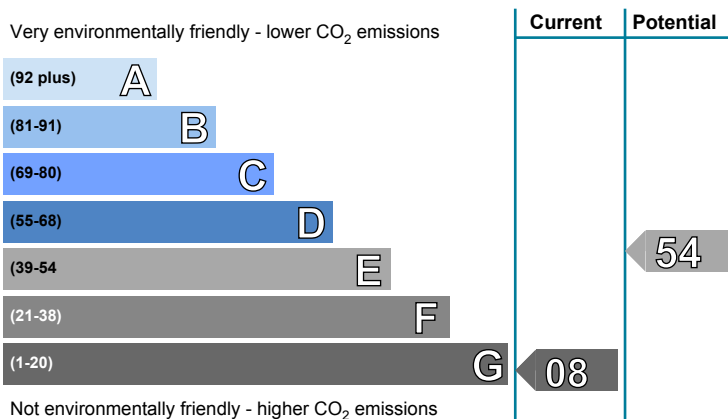 Very environmentally friendly - lower CO₂ emissions
Current
Potential
(92 plus) A
(81-91) B
(69-80) C
(55-68) D
(39-54 E
(21-38) F
(1-20) G
54
08
Not environmentally friendly - higher CO₂ emissions